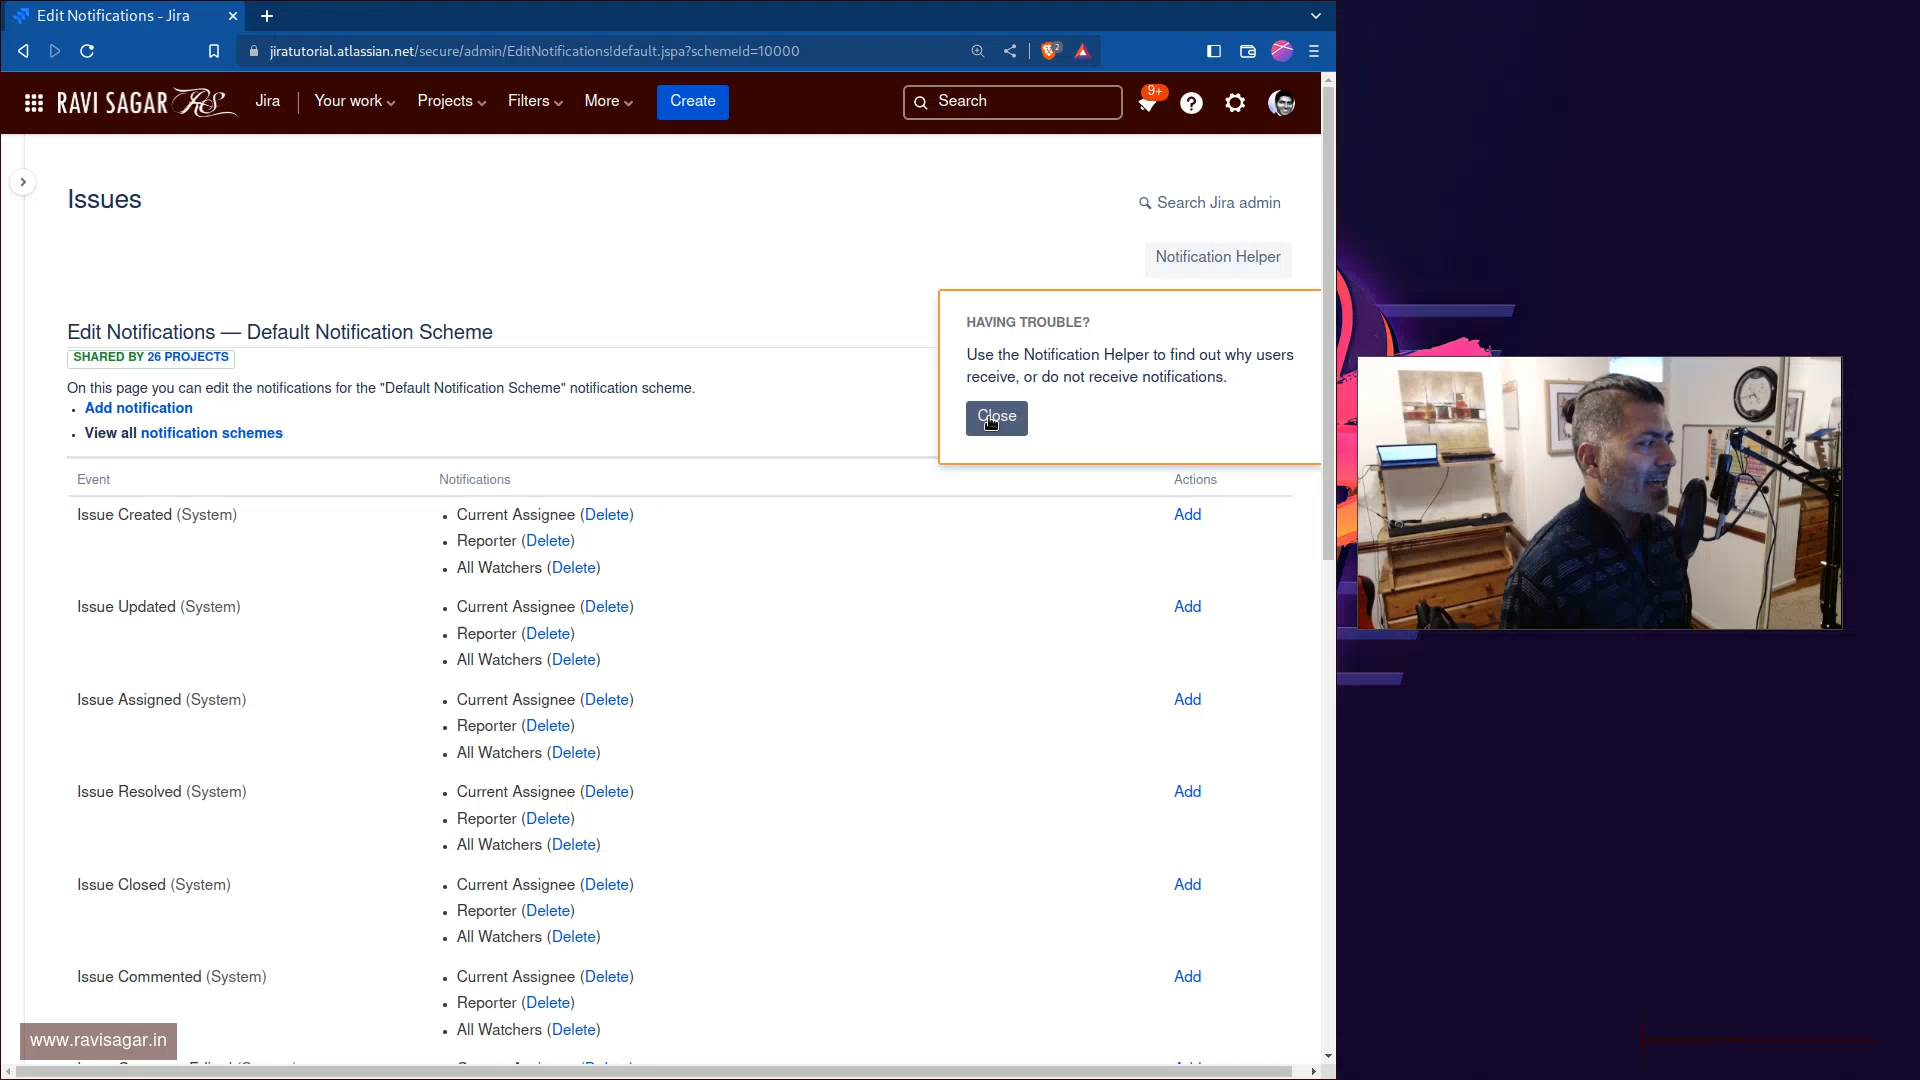 Edit Notifications - Jira
jiratutorial.atlassian.net/secure/admin/EditNotifications!default.jspa?schemeId=10000
2
RAVI SAGAR RS
Jira
Your work
Projects
Filters
More
Create
Search
9+
Issues
Search Jira admin
Notification Helper
HAVING TROUBLE?
Use the Notification Helper to find out why users
receive, or do not receive notifications.
Close
Edit Notifications — Default Notification Scheme
SHARED BY 26 PROJECTS
On this page you can edit the notifications for the "Default Notification Scheme" notification scheme.
Add notification
View all notification schemes
Event Notifications Actions
Issue Created (System) Current Assignee (Delete) Add
Reporter (Delete)
All Watchers (Delete)
Issue Updated (System) Current Assignee (Delete) Add
Reporter (Delete)
All Watchers (Delete)
Issue Assigned (System) Current Assignee (Delete) Add
Reporter (Delete)
All Watchers (Delete)
Issue Resolved (System) Current Assignee (Delete) Add
Reporter (Delete)
All Watchers (Delete)
Issue Closed (System) Current Assignee (Delete) Add
Reporter (Delete)
All Watchers (Delete)
Issue Commented (System) Current Assignee (Delete) Add
Reporter (Delete)
All Watchers (Delete)
www.ravisagar.in